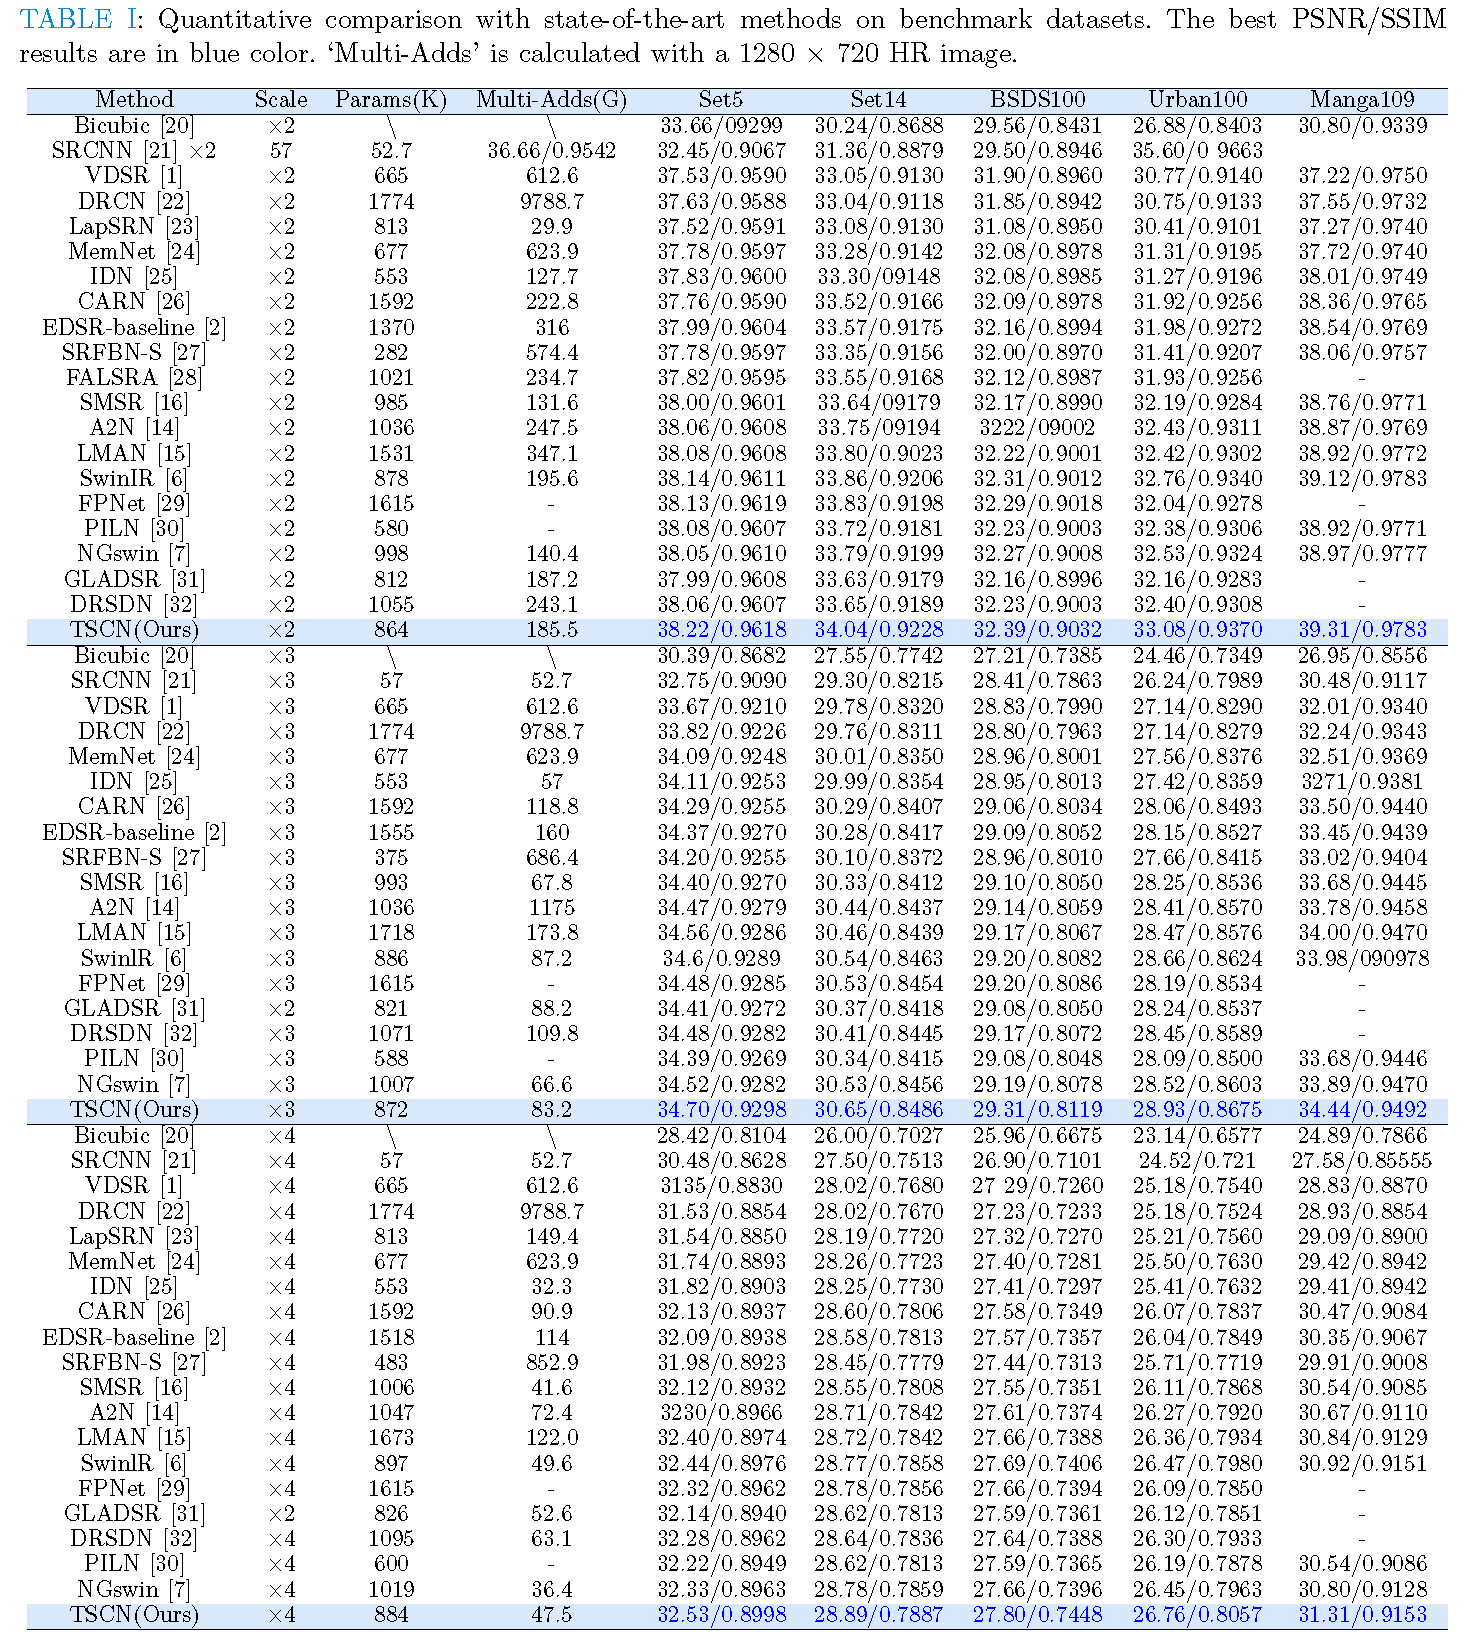 TABLE I: Quantitative comparison with state-of-the-art methods on benchmark datasets. The best PSNR/SSIM
results are in blue color. ‘Multi-Adds’ is calculated with a 1280 × 720 HR image.
Method Scale Params(K) Multi-Adds(G) Set5 Set14 BSDS100 Urban100 Manga109
Bicubic [20] ×2 \ \ 33.66/09299 30.24/0.8688 29.56/0.8431 26.88/0.8403 30.80/0.9339
SRCNN [21] ×2 57 52.7 36.66/0.9542 32.45/0.9067 31.36/0.8879 29.50/0.8946 35.60/0 9663
VDSR [1] ×2 665 612.6 37.53/0.9590 33.05/0.9130 31.90/0.8960 30.77/0.9140 37.22/0.9750
DRCN [22] ×2 1774 9788.7 37.63/0.9588 33.04/0.9118 31.85/0.8942 30.75/0.9133 37.55/0.9732
LapSRN [23] ×2 813 29.9 37.52/0.9591 33.08/0.9130 31.08/0.8950 30.41/0.9101 37.27/0.9740
MemNet [24] ×2 677 623.9 37.78/0.9597 33.28/0.9142 32.08/0.8978 31.31/0.9195 37.72/0.9740
IDN [25] ×2 553 127.7 37.83/0.9600 33.30/09148 32.08/0.8985 31.27/0.9196 38.01/0.9749
CARN [26] ×2 1592 222.8 37.76/0.9590 33.52/0.9166 32.09/0.8978 31.92/0.9256 38.36/0.9765
EDSR-baseline [2] ×2 1370 316 37.99/0.9604 33.57/0.9175 32.16/0.8994 31.98/0.9272 38.54/0.9769
SRFBN-S [27] ×2 282 574.4 37.78/0.9597 33.35/0.9156 32.00/0.8970 31.41/0.9207 38.06/0.9757
FALSRA [28] ×2 1021 234.7 37.82/0.9595 33.55/0.9168 32.12/0.8987 31.93/0.9256 -
SMSR [16] ×2 985 131.6 38.00/0.9601 33.64/09179 32.17/0.8990 32.19/0.9284 38.76/0.9771
A2N [14] ×2 1036 247.5 38.06/0.9608 33.75/09194 3222/09002 32.43/0.9311 38.87/0.9769
LMAN [15] ×2 1531 347.1 38.08/0.9608 33.80/0.9023 32.22/0.9001 32.42/0.9302 38.92/0.9772
SwinIR [6] ×2 878 195.6 38.14/0.9611 33.86/0.9206 32.31/0.9012 32.76/0.9340 39.12/0.9783
FPNet [29] ×2 1615 - 38.13/0.9619 33.83/0.9198 32.29/0.9018 32.04/0.9278 -
PILN [30] ×2 580 - 38.08/0.9607 33.72/0.9181 32.23/0.9003 32.38/0.9306 38.92/0.9771
NGswin [7] ×2 998 140.4 38.05/0.9610 33.79/0.9199 32.27/0.9008 32.53/0.9324 38.97/0.9777
GLADSR [31] ×2 812 187.2 37.99/0.9608 33.63/0.9179 32.16/0.8996 32.16/0.9283 -
DRSDN [32] ×2 1055 243.1 38.06/0.9607 33.65/0.9189 32.23/0.9003 32.40/0.9308 -
TSCN(Ours) ×2 864 185.5 38.22/0.9618 34.04/0.9228 32.39/0.9032 33.08/0.9370 39.31/0.9783
Bicubic [20] ×3 \ \ 30.39/0.8682 27.55/0.7742 27.21/0.7385 24.46/0.7349 26.95/0.8556
SRCNN [21] ×3 57 52.7 32.75/0.9090 29.30/0.8215 28.41/0.7863 26.24/0.7989 30.48/0.9117
VDSR [1] ×3 665 612.6 33.67/0.9210 29.78/0.8320 28.83/0.7990 27.14/0.8290 32.01/0.9340
DRCN [22] ×3 1774 9788.7 33.82/0.9226 29.76/0.8311 28.80/0.7963 27.14/0.8279 32.24/0.9343
MemNet [24] ×3 677 623.9 34.09/0.9248 30.01/0.8350 28.96/0.8001 27.56/0.8376 32.51/0.9369
IDN [25] ×3 553 57 34.11/0.9253 29.99/0.8354 28.95/0.8013 27.42/0.8359 3271/0.9381
CARN [26] ×3 1592 118.8 34.29/0.9255 30.29/0.8407 29.06/0.8034 28.06/0.8493 33.50/0.9440
EDSR-baseline [2] ×3 1555 160 34.37/0.9270 30.28/0.8417 29.09/0.8052 28.15/0.8527 33.45/0.9439
SRFBN-S [27] ×3 375 686.4 34.20/0.9255 30.10/0.8372 28.96/0.8010 27.66/0.8415 33.02/0.9404
SMSR [16] ×3 993 67.8 34.40/0.9270 30.33/0.8412 29.10/0.8050 28.25/0.8536 33.68/0.9445
A2N [14] ×3 1036 1175 34.47/0.9279 30.44/0.8437 29.14/0.8059 28.41/0.8570 33.78/0.9458
LMAN [15] ×3 1718 173.8 34.56/0.9286 30.46/0.8439 29.17/0.8067 28.47/0.8576 34.00/0.9470
SwinlR [6] ×3 886 87.2 34.6/0.9289 30.54/0.8463 29.20/0.8082 28.66/0.8624 33.98/090978
FPNet [29] ×3 1615 - 34.48/0.9285 30.53/0.8454 29.20/0.8086 28.19/0.8534 -
GLADSR [31] ×2 821 88.2 34.41/0.9272 30.37/0.8418 29.08/0.8050 28.24/0.8537 -
DRSDN [32] ×3 1071 109.8 34.48/0.9282 30.41/0.8445 29.17/0.8072 28.45/0.8589 -
PILN [30] ×3 588 - 34.39/0.9269 30.34/0.8415 29.08/0.8048 28.09/0.8500 33.68/0.9446
NGswin [7] ×3 1007 66.6 34.52/0.9282 30.53/0.8456 29.19/0.8078 28.52/0.8603 33.89/0.9470
TSCN(Ours) ×3 872 83.2 34.70/0.9298 30.65/0.8486 29.31/0.8119 28.93/0.8675 34.44/0.9492
Bicubic [20] ×4 \ \ 28.42/0.8104 26.00/0.7027 25.96/0.6675 23.14/0.6577 24.89/0.7866
SRCNN [21] ×4 57 52.7 30.48/0.8628 27.50/0.7513 26.90/0.7101 24.52/0.721 27.58/0.85555
VDSR [1] ×4 665 612.6 3135/0.8830 28.02/0.7680 27 29/0.7260 25.18/0.7540 28.83/0.8870
DRCN [22] ×4 1774 9788.7 31.53/0.8854 28.02/0.7670 27.23/0.7233 25.18/0.7524 28.93/0.8854
LapSRN [23] ×4 813 149.4 31.54/0.8850 28.19/0.7720 27.32/0.7270 25.21/0.7560 29.09/0.8900
MemNet [24] ×4 677 623.9 31.74/0.8893 28.26/0.7723 27.40/0.7281 25.50/0.7630 29.42/0.8942
IDN [25] ×4 553 32.3 31.82/0.8903 28.25/0.7730 27.41/0.7297 25.41/0.7632 29.41/0.8942
CARN [26] ×4 1592 90.9 32.13/0.8937 28.60/0.7806 27.58/0.7349 26.07/0.7837 30.47/0.9084
EDSR-baseline [2] ×4 1518 114 32.09/0.8938 28.58/0.7813 27.57/0.7357 26.04/0.7849 30.35/0.9067
SRFBN-S [27] ×4 483 852.9 31.98/0.8923 28.45/0.7779 27.44/0.7313 25.71/0.7719 29.91/0.9008
SMSR [16] ×4 1006 41.6 32.12/0.8932 28.55/0.7808 27.55/0.7351 26.11/0.7868 30.54/0.9085
A2N [14] ×4 1047 72.4 3230/0.8966 28.71/0.7842 27.61/0.7374 26.27/0.7920 30.67/0.9110
LMAN [15] ×4 1673 122.0 32.40/0.8974 28.72/0.7842 27.66/0.7388 26.36/0.7934 30.84/0.9129
SwinlR [6] ×4 897 49.6 32.44/0.8976 28.77/0.7858 27.69/0.7406 26.47/0.7980 30.92/0.9151
FPNet [29] ×4 1615 - 32.32/0.8962 28.78/0.7856 27.66/0.7394 26.09/0.7850 -
GLADSR [31] ×2 826 52.6 32.14/0.8940 28.62/0.7813 27.59/0.7361 26.12/0.7851 -
DRSDN [32] ×4 1095 63.1 32.28/0.8962 28.64/0.7836 27.64/0.7388 26.30/0.7933 -
PILN [30] ×4 600 - 32.22/0.8949 28.62/0.7813 27.59/0.7365 26.19/0.7878 30.54/0.9086
NGswin [7] ×4 1019 36.4 32.33/0.8963 28.78/0.7859 27.66/0.7396 26.45/0.7963 30.80/0.9128
TSCN(Ours) ×4 884 47.5 32.53/0.8998 28.89/0.7887 27.80/0.7448 26.76/0.8057 31.31/0.9153